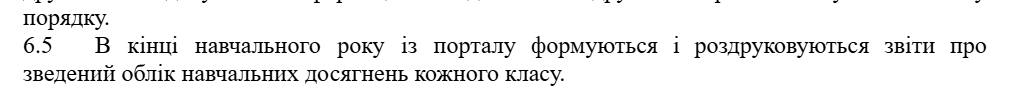 порядку.
6.5 В кінці навчального року із порталу формуються і роздруковуються звіти про
зведений облік навчальних досягнень кожного класу.